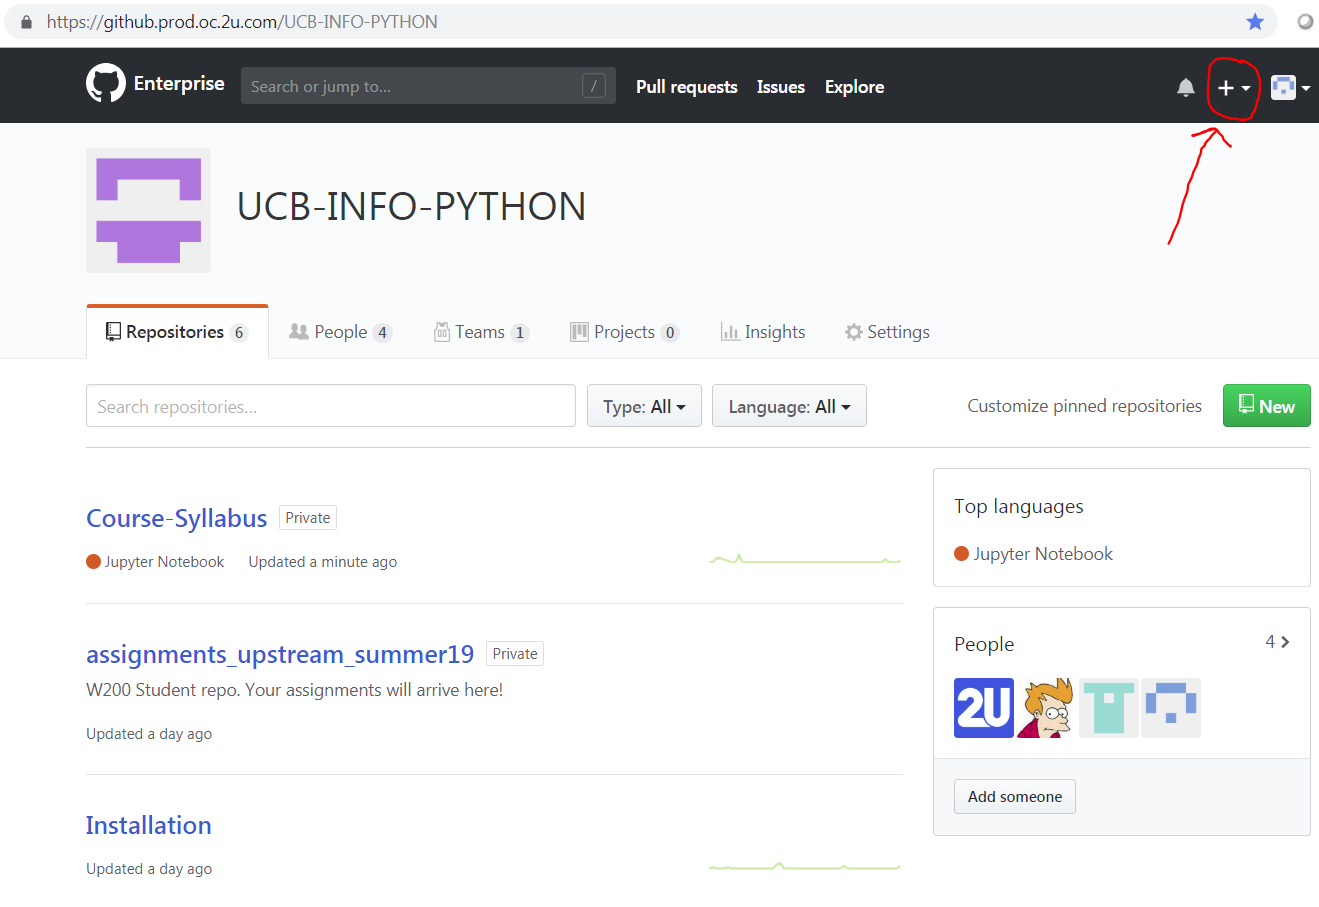 https://github.prod.oc.2u.com/UCB-INFO-PYTHON
Enterprise Search or jump to... / Pull requests Issues Explore
UCB-INFO-PYTHON
Repositories 6 People 4 Teams 1 Projects 0 Insights Settings
Search repositories... Type: All Language: All Customize pinned repositories New
Course-Syllabus Private
Jupyter Notebook Updated a minute ago
assignments_upstream_summer19 Private
W200 Student repo. Your assignments will arrive here!
Updated a day ago
Installation
Updated a day ago
Top languages
Jupyter Notebook
People 4
2U
Add someone